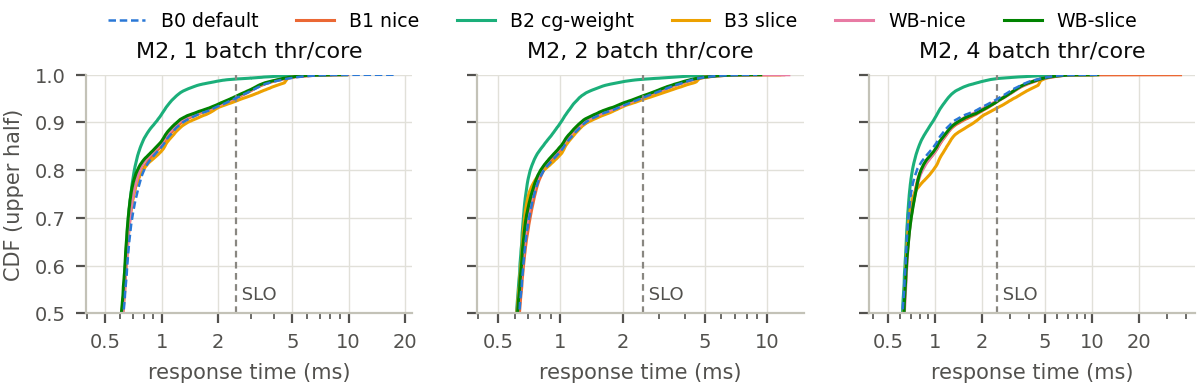 B0 default B1 nice B2 cg-weight B3 slice WB-nice WB-slice
M2, 1 batch thr/core M2, 2 batch thr/core M2, 4 batch thr/core
CDF (upper half)
1.0
0.9
0.8
0.7
0.6
0.5
SLO SLO SLO
0.5 1 2 5 10 20 0.5 1 2 5 10 0.5 1 2 5 10 20
response time (ms) response time (ms) response time (ms)